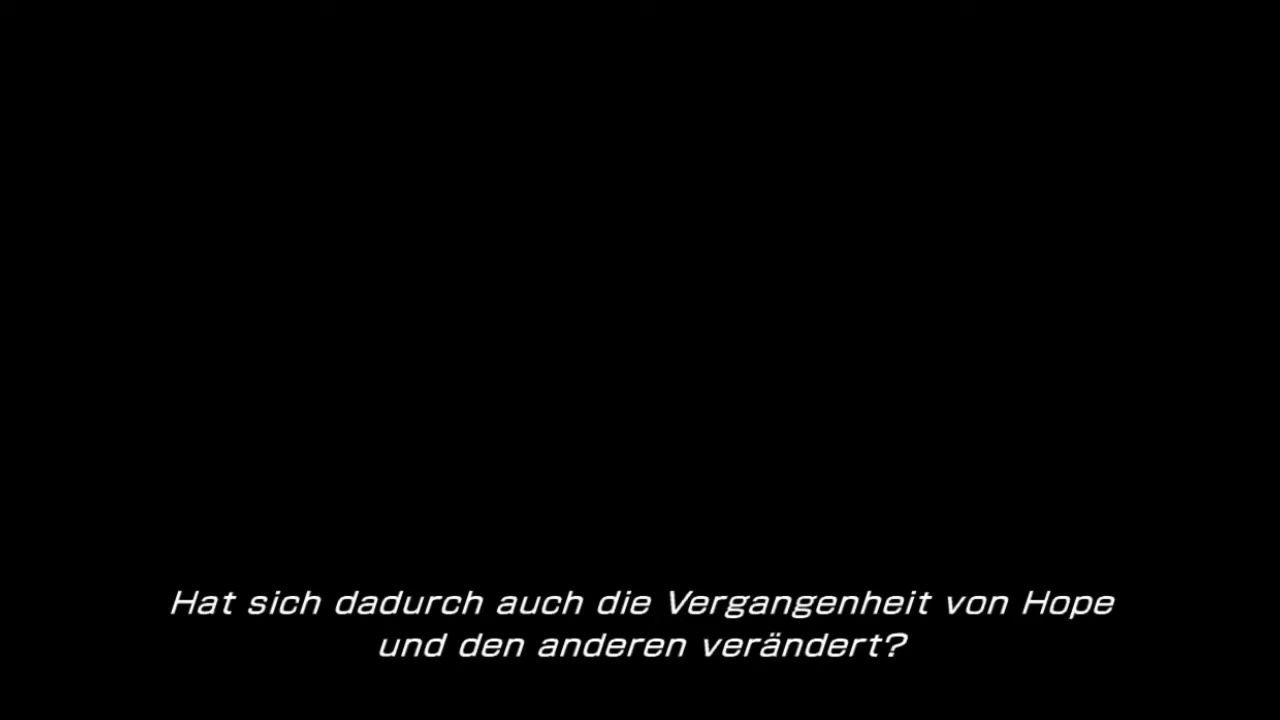 Hat sich dadurch auch die Vergangenheit von Hope
und den anderen verändert?